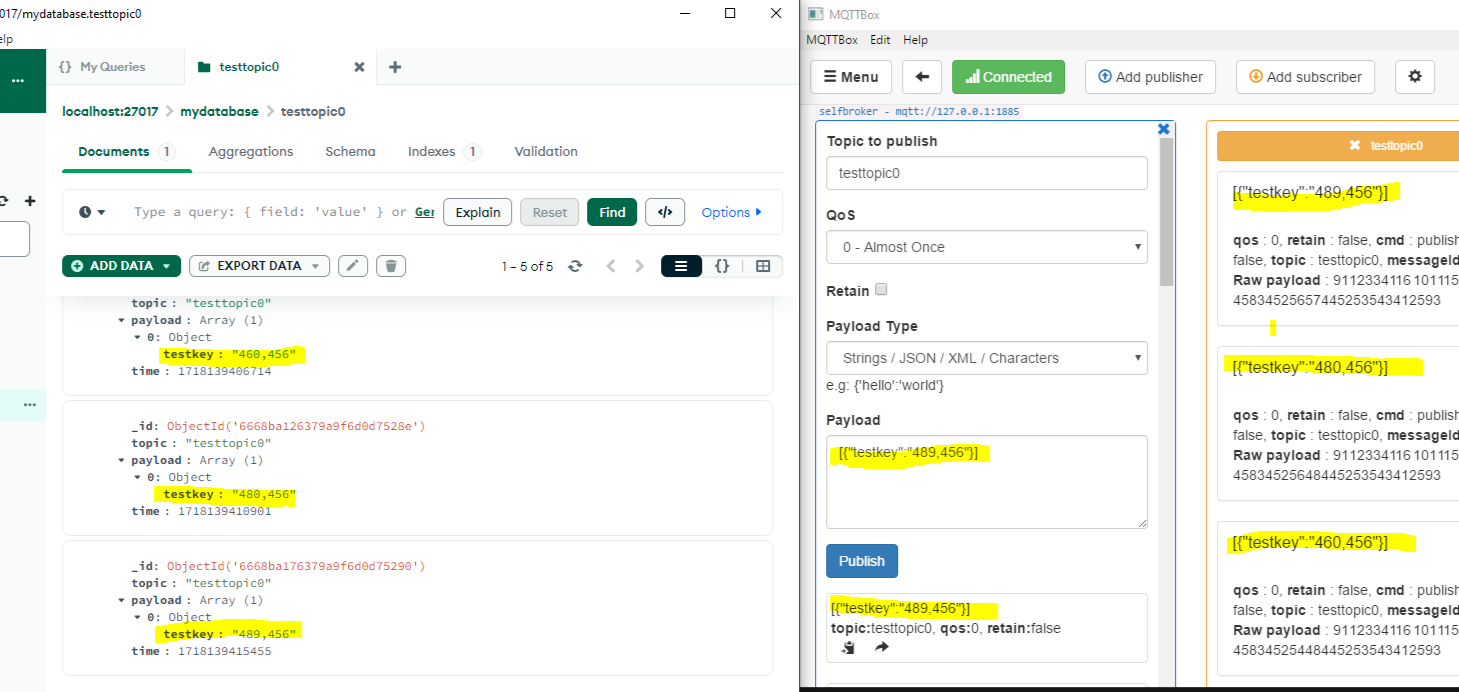 017/mydatabase.testtopic0
elp
My Queries
testtopic0
localhost:27017 > mydatabase > testtopic0
Documents 1 Aggregations Schema Indexes 1 Validation
Type a query: { field: 'value' } or Ger Explain Reset Find </> Options
ADD DATA EXPORT DATA 1 – 5 of 5 {}
topic : "testtopic0"
payload : Array (1)
0: Object
testkey : "460,456"
time : 1718139406714
_id: ObjectId('6668ba126379a9f6d0d7528e')
topic : "testtopic0"
payload : Array (1)
0: Object
testkey : "480,456"
time : 1718139410901
_id: ObjectId('6668ba176379a9f6d0d75290')
topic : "testtopic0"
payload : Array (1)
0: Object
testkey : "489,456"
time : 1718139415455
MQTTBox
MQTTBox Edit Help
Menu Connected Add publisher Add subscriber
selfbroker - mqtt://127.0.0.1:1885
Topic to publish
testtopic0
QoS
0 - Almost Once
Retain
Payload Type
Strings / JSON / XML / Characters
e.g: {'hello':'world'}
Payload
[{"testkey":"489,456"}]
Publish
[{"testkey":"489,456"}]
topic:testtopic0, qos:0, retain:false
testtopic0
[{"testkey":"489,456"}]
qos : 0, retain : false, cmd : publish
false, topic : testtopic0, messageId
Raw payload : 9112334116101115
45834525657445253543412593
[{"testkey":"480,456"}]
qos : 0, retain : false, cmd : publish
false, topic : testtopic0, messageId
Raw payload : 9112334116101115
45834525648445253543412593
[{"testkey":"460,456"}]
qos : 0, retain : false, cmd : publish
false, topic : testtopic0, messageId
Raw payload : 9112334116101115
45834525448445253543412593